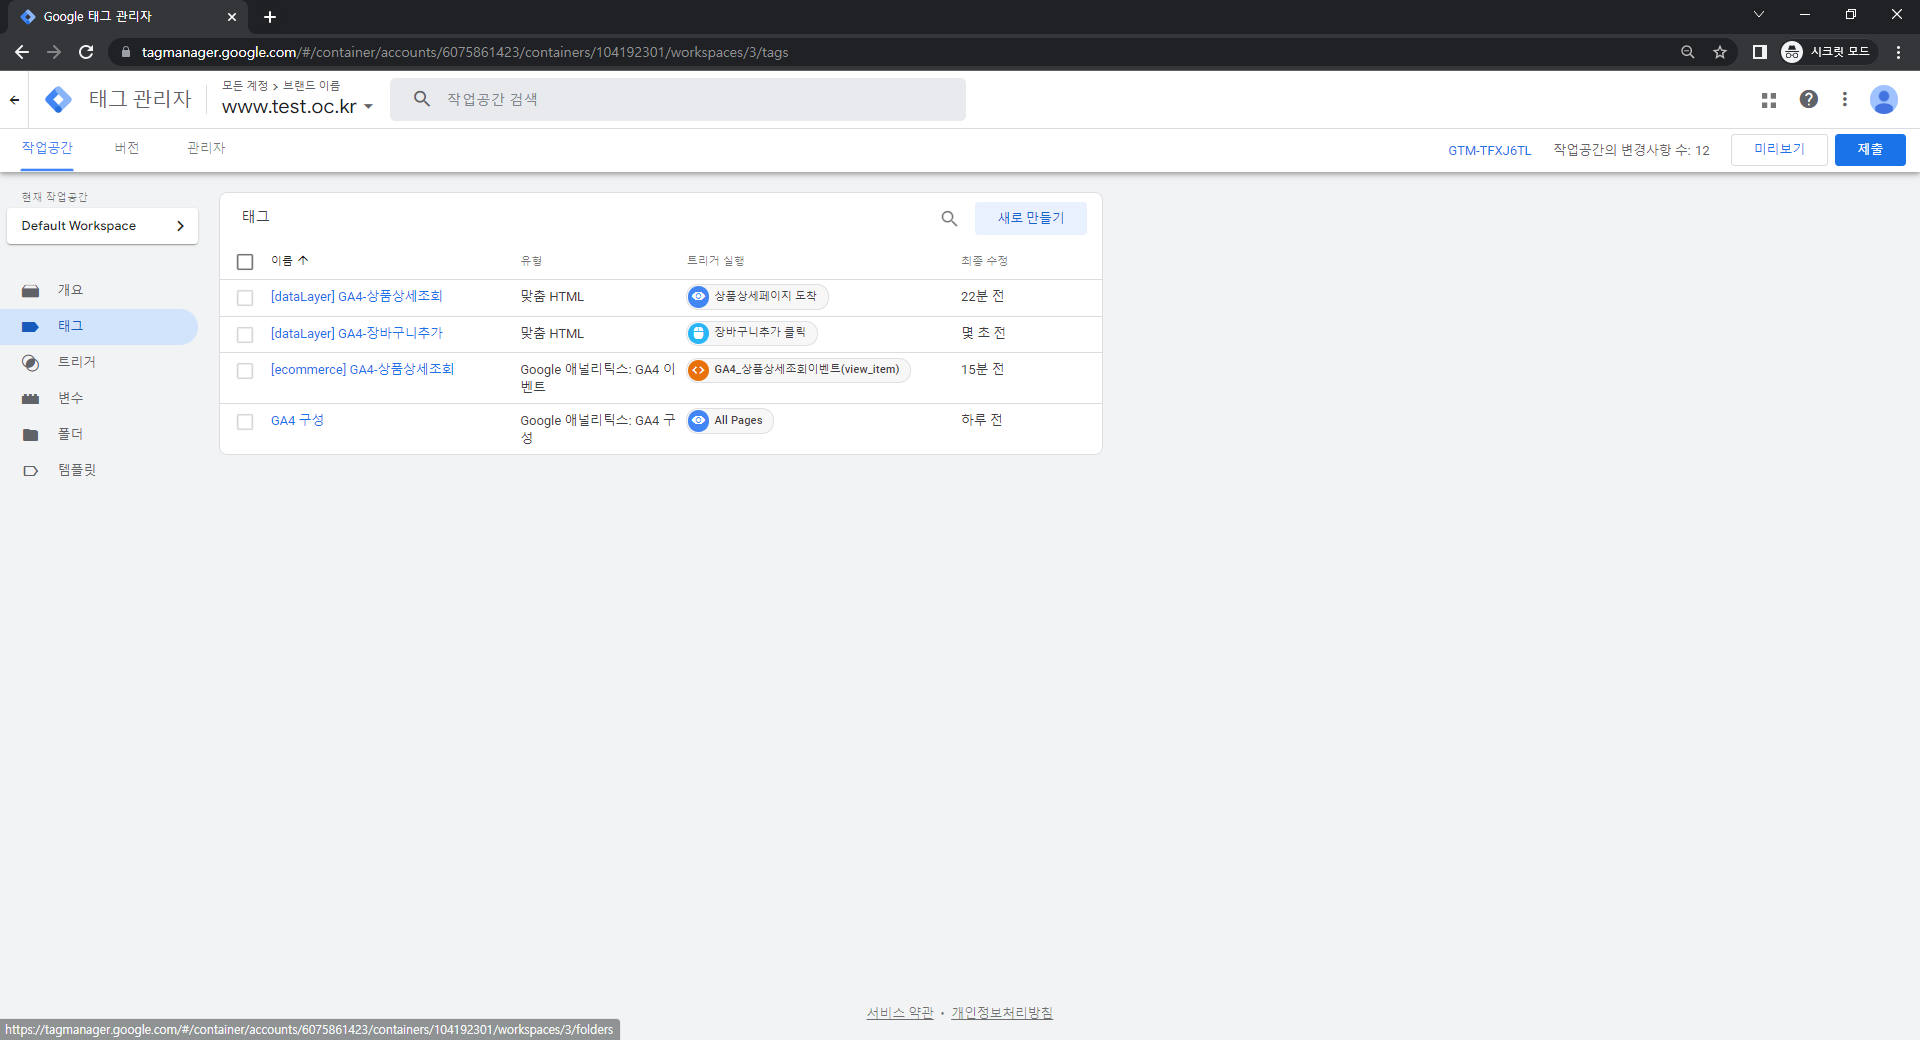 Google 태그 관리자
tagmanager.google.com/#/container/accounts/6075861423/containers/104192301/workspaces/3/tags
시크릿 모드
태그 관리자
모든 계정 > 브랜드 이름
www.test.oc.kr
작업공간 검색
작업공간
버전
관리자
GTM-TFXJ6TL
작업공간의 변경사항 수: 12
미리보기
제출
현재 작업공간
Default Workspace
개요
태그
트리거
변수
폴더
템플릿
태그
새로 만들기
이름
유형
트리거 실행
최종 수정
[dataLayer] GA4-상품상세조회
맞춤 HTML
상품상세페이지 도착
22분 전
[dataLayer] GA4-장바구니추가
맞춤 HTML
장바구니추가 클릭
몇 초 전
[ecommerce] GA4-상품상세조회
Google 애널리틱스: GA4 이
벤트
GA4_상품상세조회이벤트(view_item)
15분 전
GA4 구성
Google 애널리틱스: GA4 구
성
All Pages
하루 전
서비스 약관 • 개인정보처리방침
https://tagmanager.google.com/#/container/accounts/6075861423/containers/104192301/workspaces/3/folders